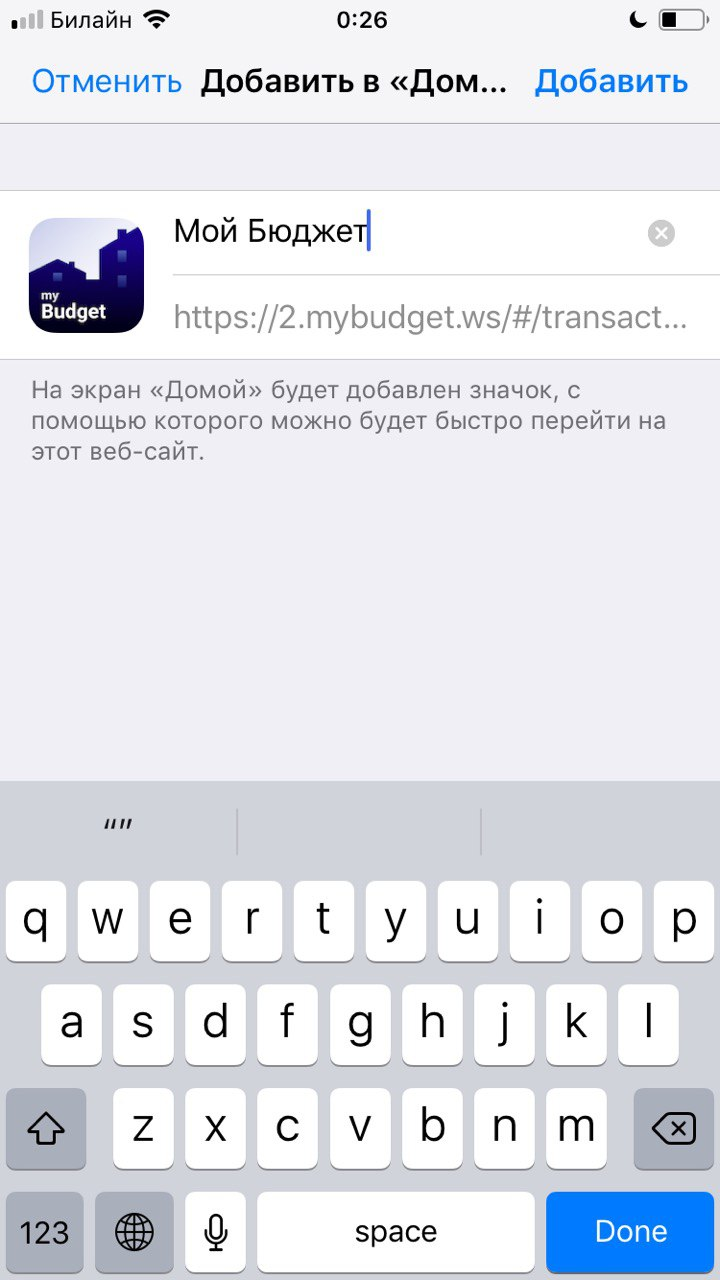 Билайн 0:26
Отменить Добавить в «Дом... Добавить
Мой Бюджет
my
Budget
https://2.mybudget.ws/#/transact...
На экран «Домой» будет добавлен значок, с
помощью которого можно будет быстро перейти на
этот веб-сайт.
“”
q w e r t y u i o p
a s d f g h j k l
z x c v b n m
123 space Done